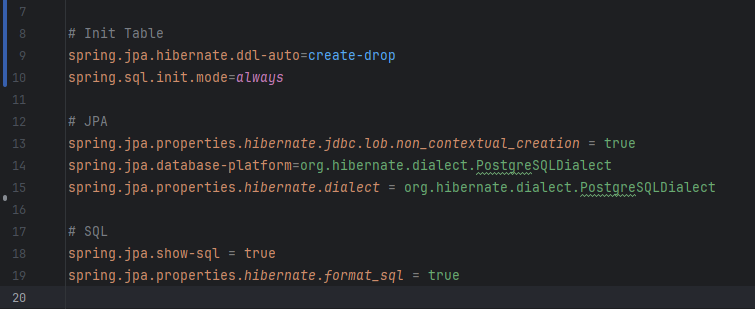 7
8 # Init Table
9 spring.jpa.hibernate.ddl-auto=create-drop
10 spring.sql.init.mode=always
11
12 # JPA
13 spring.jpa.properties.hibernate.jdbc.lob.non_contextual_creation = true
14 spring.jpa.database-platform=org.hibernate.dialect.PostgreSQLDialect
15 spring.jpa.properties.hibernate.dialect = org.hibernate.dialect.PostgreSQLDialect
16
17 # SQL
18 spring.jpa.show-sql = true
19 spring.jpa.properties.hibernate.format_sql = true
20